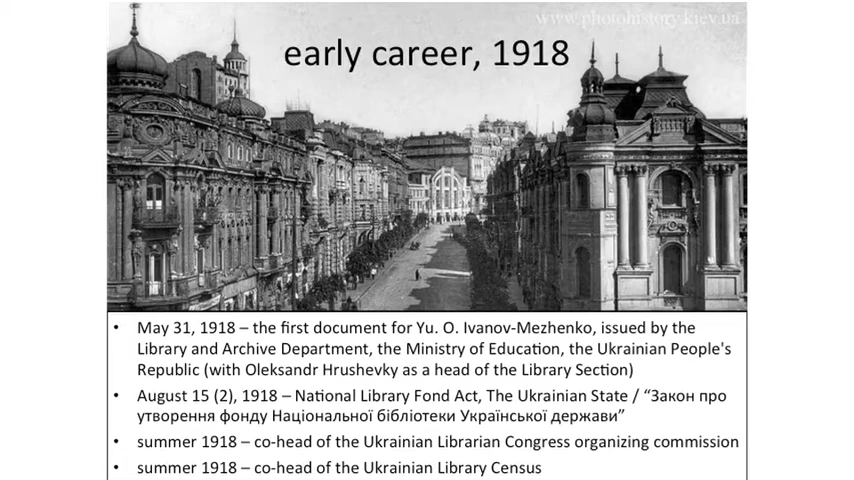 www.photohistory.kiev.ua
early career, 1918
• May 31, 1918 – the first document for Yu. O. Ivanov-Mezhenko, issued by the
Library and Archive Department, the Ministry of Education, the Ukrainian People's
Republic (with Oleksandr Hrushevky as a head of the Library Section)
• August 15 (2), 1918 – National Library Fond Act, The Ukrainian State / “Закон про
утворення фонду Національної бібліотеки Української держави”
• summer 1918 – co-head of the Ukrainian Librarian Congress organizing commission
• summer 1918 – co-head of the Ukrainian Library Census